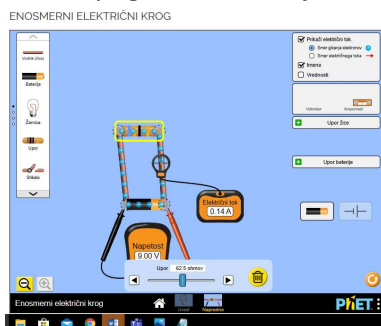 ENOSMERNI ELEKTRIČNI KROG
Vodnik (žica)
Baterija
Žarnica
Upor
Stikalo
Prikaži električni tok
Smer gibanja elektronov
Smer električnega toka
Imena
Vrednosti
Voltmeter
Ampermeter
Upor žice
Upor baterije
Električni tok
0.14 A
Napetost
9.00 V
Upor
62.5 ohmov
Enosmerni električni krog
Uvod
Napredno
PhET